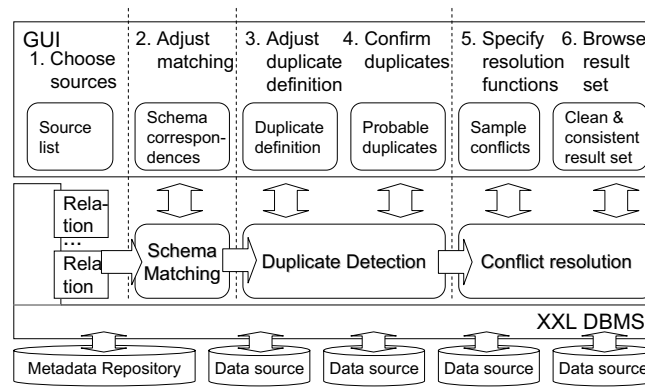 GUI
1. Choose
sources
2. Adjust
matching
3. Adjust
duplicate
definition
4. Confirm
duplicates
5. Specify
resolution
functions
6. Browse
result
set
Source
list
Schema
correspon-
dences
Duplicate
definition
Probable
duplicates
Sample
conflicts
Clean &
consistent
result set
Rela-
tion
...
Rela
tion
Schema
Matching
Duplicate Detection
Conflict resolution
XXL DBMS
Metadata Repository
Data source
Data source
Data source
Data source